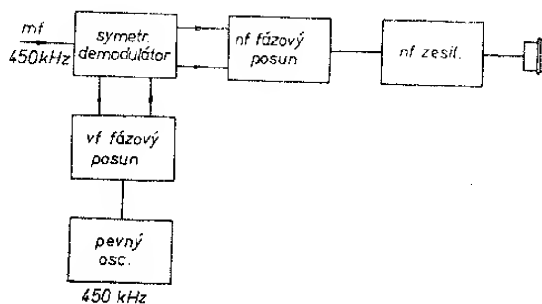 mf
450kHz
symetr.
demodulátor
nf fázový
posun
nf zesil.
vf fázový
posun
pevný
osc.
450 kHz